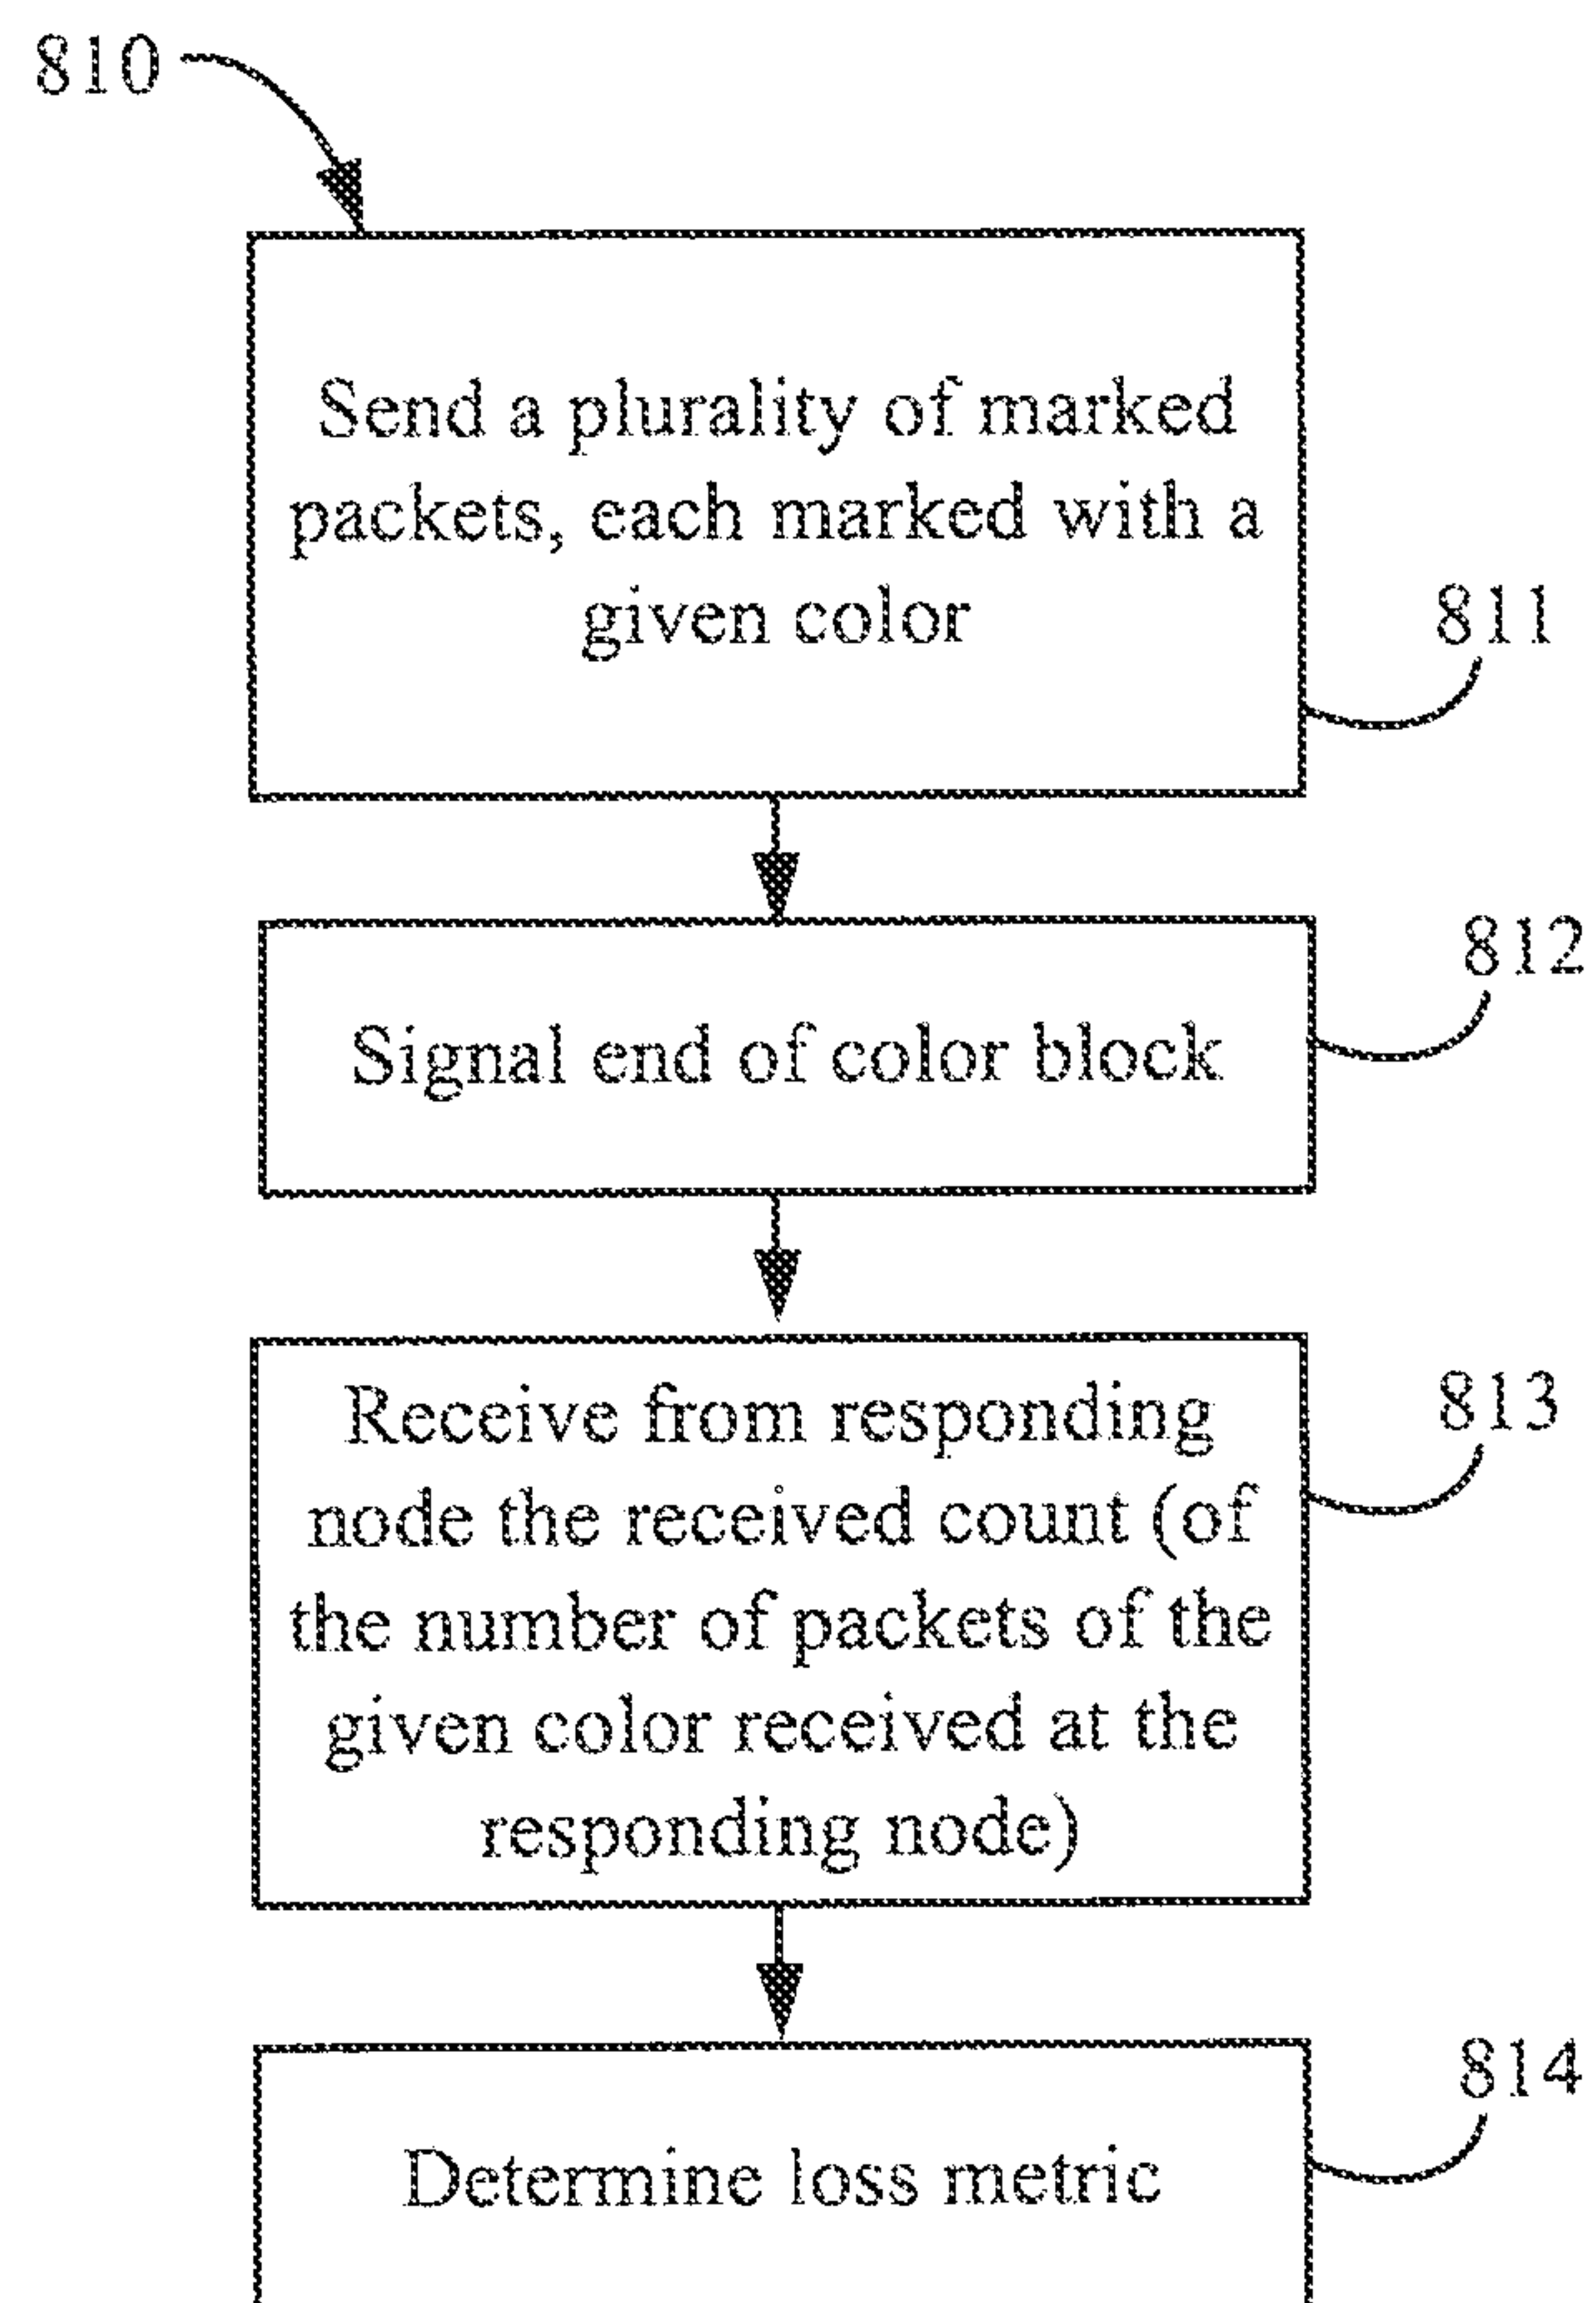 810
Send a plurality of marked
packets, each marked with a
given color
811
Signal end of color block
812
Receive from responding
node the received count (of
the number of packets of the
given color received at the
responding node)
813
Determine loss metric
814